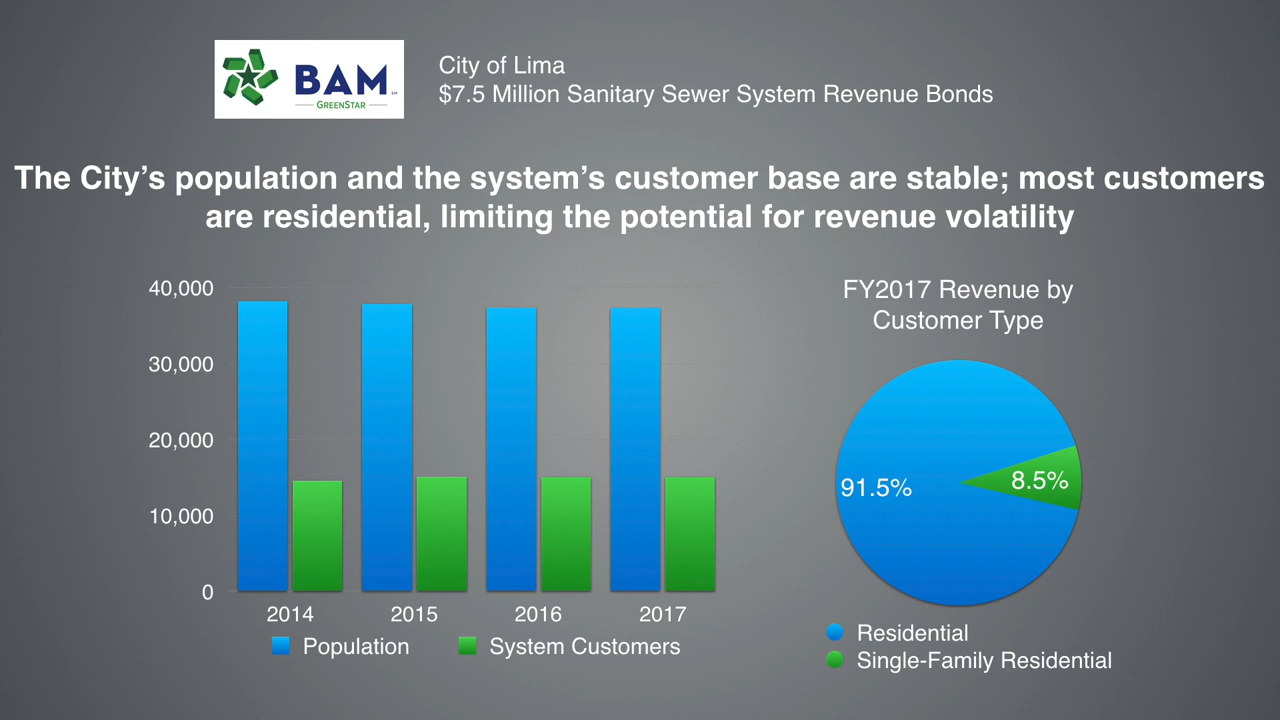 BAM
GREENSTAR
City of Lima
$7.5 Million Sanitary Sewer System Revenue Bonds
The City’s population and the system’s customer base are stable; most customers
are residential, limiting the potential for revenue volatility
40,000
30,000
20,000
10,000
0
2014 2015 2016 2017
Population System Customers
FY2017 Revenue by
Customer Type
91.5%
8.5%
Residential
Single-Family Residential